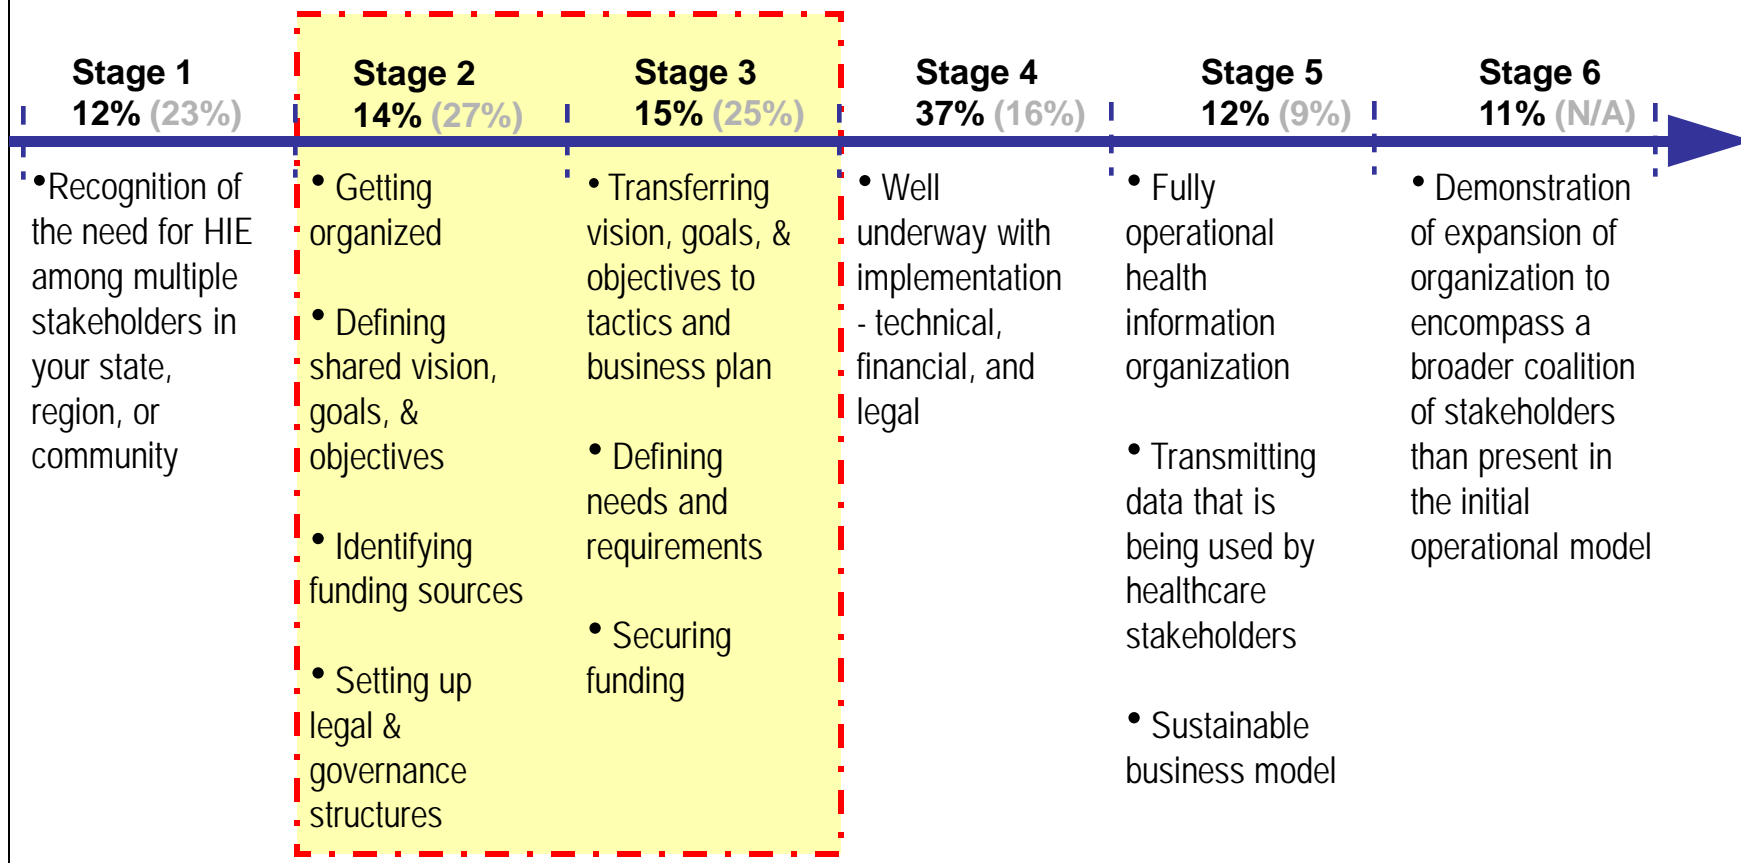 Stage 1
12% (23%)
•Recognition of
the need for HIE
among multiple
stakeholders in
your state,
region, or
community
Stage 2
14% (27%)
• Getting
organized
• Defining
shared vision,
goals, &
objectives
• Identifying
funding sources
• Setting up
legal &
governance
structures
Stage 3
15% (25%)
• Transferring
vision, goals, &
objectives to
tactics and
business plan
• Defining
needs and
requirements
• Securing
funding
Stage 4
37% (16%)
• Well
underway with
implementation
- technical,
financial, and
legal
Stage 5
12% (9%)
• Fully
operational
health
information
organization
• Transmitting
data that is
being used by
healthcare
stakeholders
• Sustainable
business model
Stage 6
11% (N/A)
• Demonstration
of expansion of
organization to
encompass a
broader coalition
of stakeholders
than present in
the initial
operational model